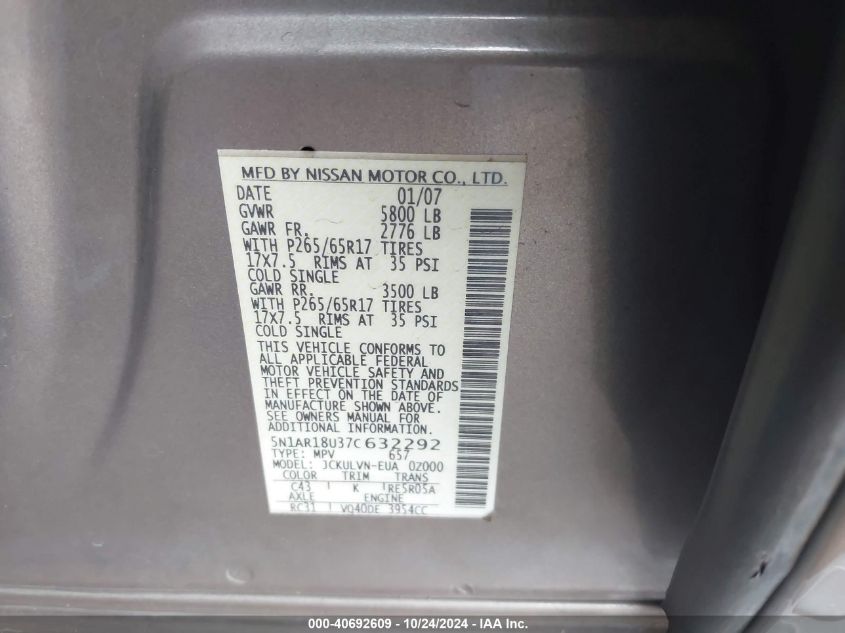 MFD BY NISSAN MOTOR CO., LTD.
DATE 01/07
GVWR 5800 LB
GAWR FR. 2776 LB
WITH P265/65R17 TIRES
17X7.5 RIMS AT 35 PSI
COLD SINGLE
GAWR RR. 3500 LB
WITH P265/65R17 TIRES
17X7.5 RIMS AT 35 PSI
COLD SINGLE
THIS VEHICLE CONFORMS TO
ALL APPLICABLE FEDERAL
MOTOR VEHICLE SAFETY AND
THEFT PREVENTION STANDARDS
IN EFFECT ON THE DATE OF
MANUFACTURE SHOWN ABOVE.
SEE OWNERS MANUAL FOR
ADDITIONAL INFORMATION.
5N1AR18U37C632292
TYPE: MPV 657
MODEL: JCKULVN-EUA 0Z000
COLOR TRIM TRANS
C43 K RE5R05A
AXLE ENGINE
RC31 VQ40DE 3954CC
000-40692609 - 10/24/2024 - IAA Inc.